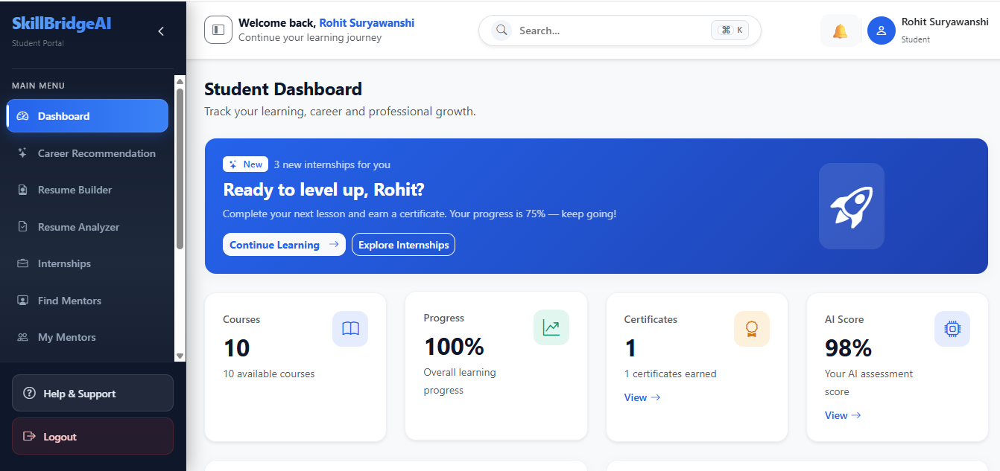 SkillBridgeAI
Student Portal
MAIN MENU
Dashboard
Career Recommendation
Resume Builder
Resume Analyzer
Internships
Find Mentors
My Mentors
Help & Support
Logout
Welcome back, Rohit Suryawanshi
Continue your learning journey
Search...
⌘ K
Rohit Suryawanshi
Student
Student Dashboard
Track your learning, career and professional growth.
New 3 new internships for you
Ready to level up, Rohit?
Complete your next lesson and earn a certificate. Your progress is 75% — keep going!
Continue Learning → Explore Internships
Courses
10
10 available courses
Progress
100%
Overall learning
progress
Certificates
1
1 certificates earned
View →
AI Score
98%
Your AI assessment
score
View →